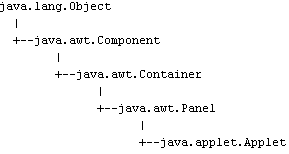 java.lang.Object
|
+--java.awt.Component
|
+--java.awt.Container
|
+--java.awt.Panel
|
+--java.applet.Applet